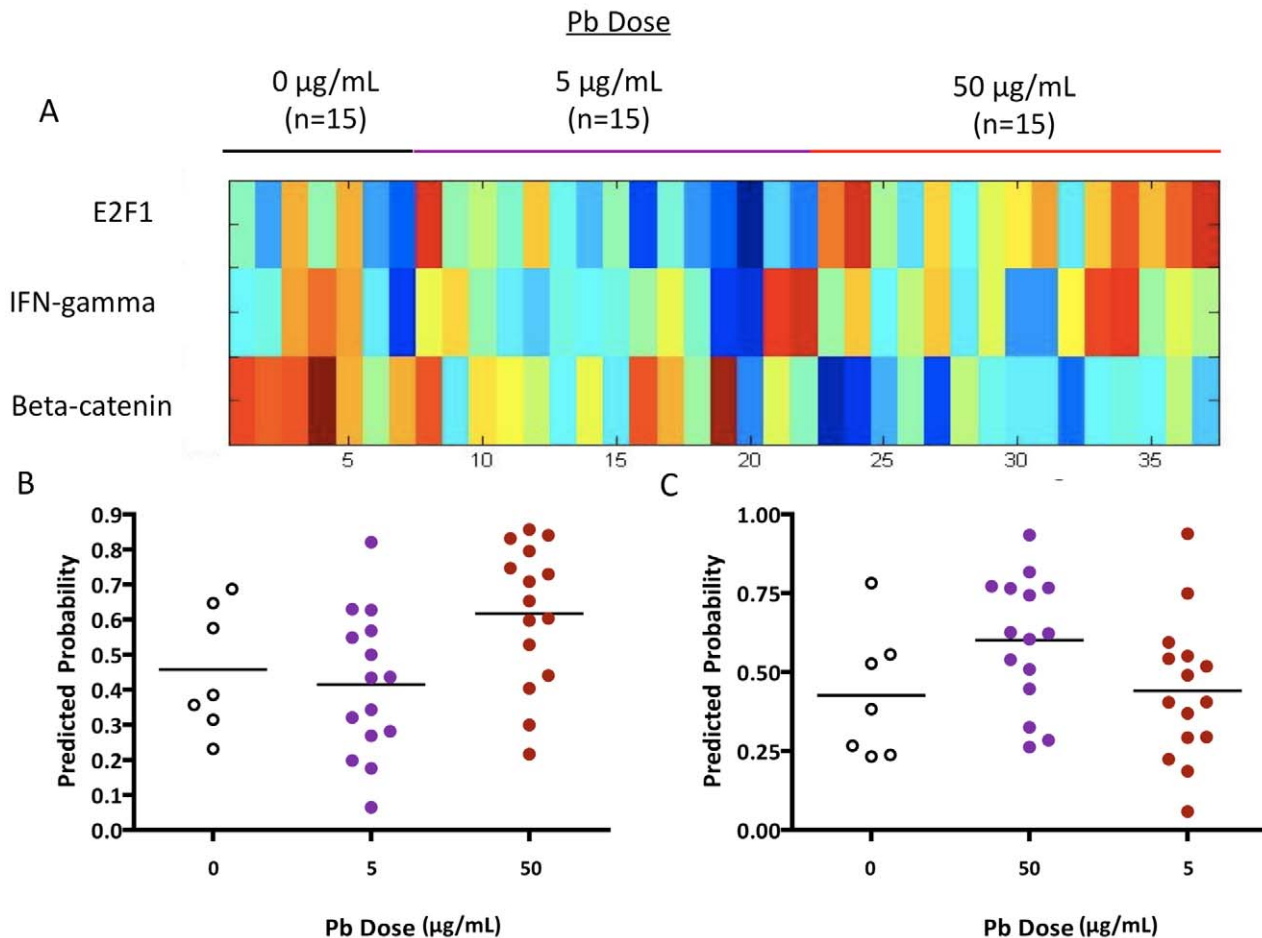 Pb Dose
0 µg/mL
(n=15)
5 µg/mL
(n=15)
50 µg/mL
(n=15)
A
E2F1
IFN-gamma
Beta-catenin
5 10 15 20 25 30 35
B
Predicted Probability
0.9
0.8
0.7
0.6
0.5
0.4
0.3
0.2
0.1
0.0
0 5 50
Pb Dose (µg/mL)
C
Predicted Probability
1.00
0.75
0.50
0.25
0.00
0 50 5
Pb Dose (µg/mL)